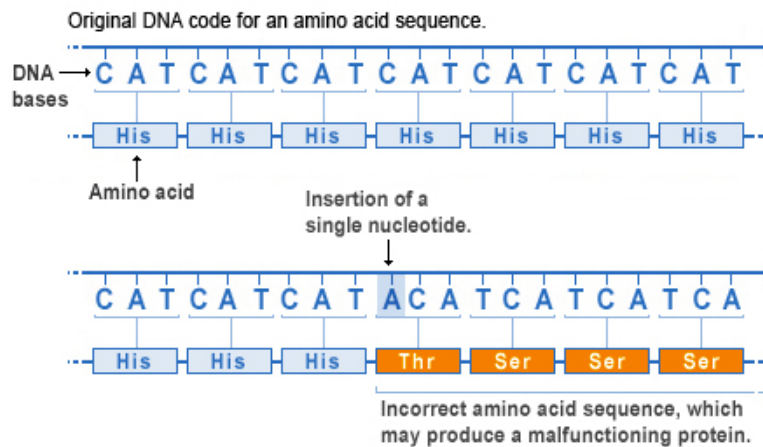 Original DNA code for an amino acid sequence.
DNA bases
C A T C A T C A T C A T C A T C A T C A T
His His His His His His His
Amino acid
Insertion of a
single nucleotide.
C A T C A T C A T A C A T C A T C A T C A
His His His Thr Ser Ser Ser
Incorrect amino acid sequence, which
may produce a malfunctioning protein.